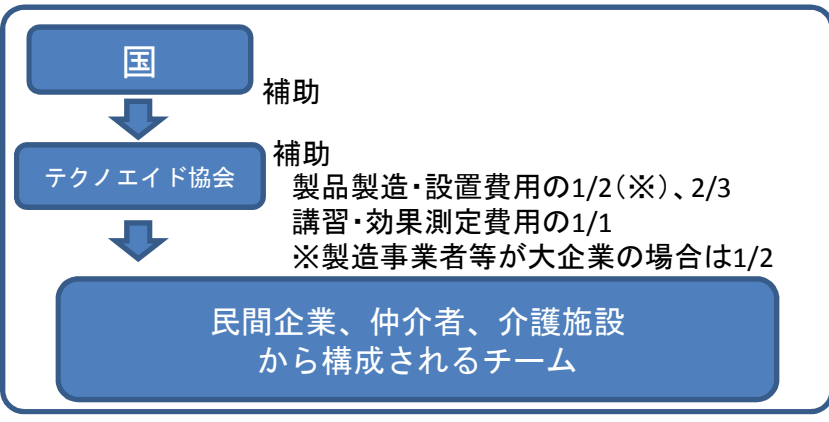 国
補助
テクノエイド協会
補助
製品製造・設置費用の1/2(※)、2/3
講習・効果測定費用の1/1
※製造事業者等が大企業の場合は1/2
民間企業、仲介者、介護施設
から構成されるチーム